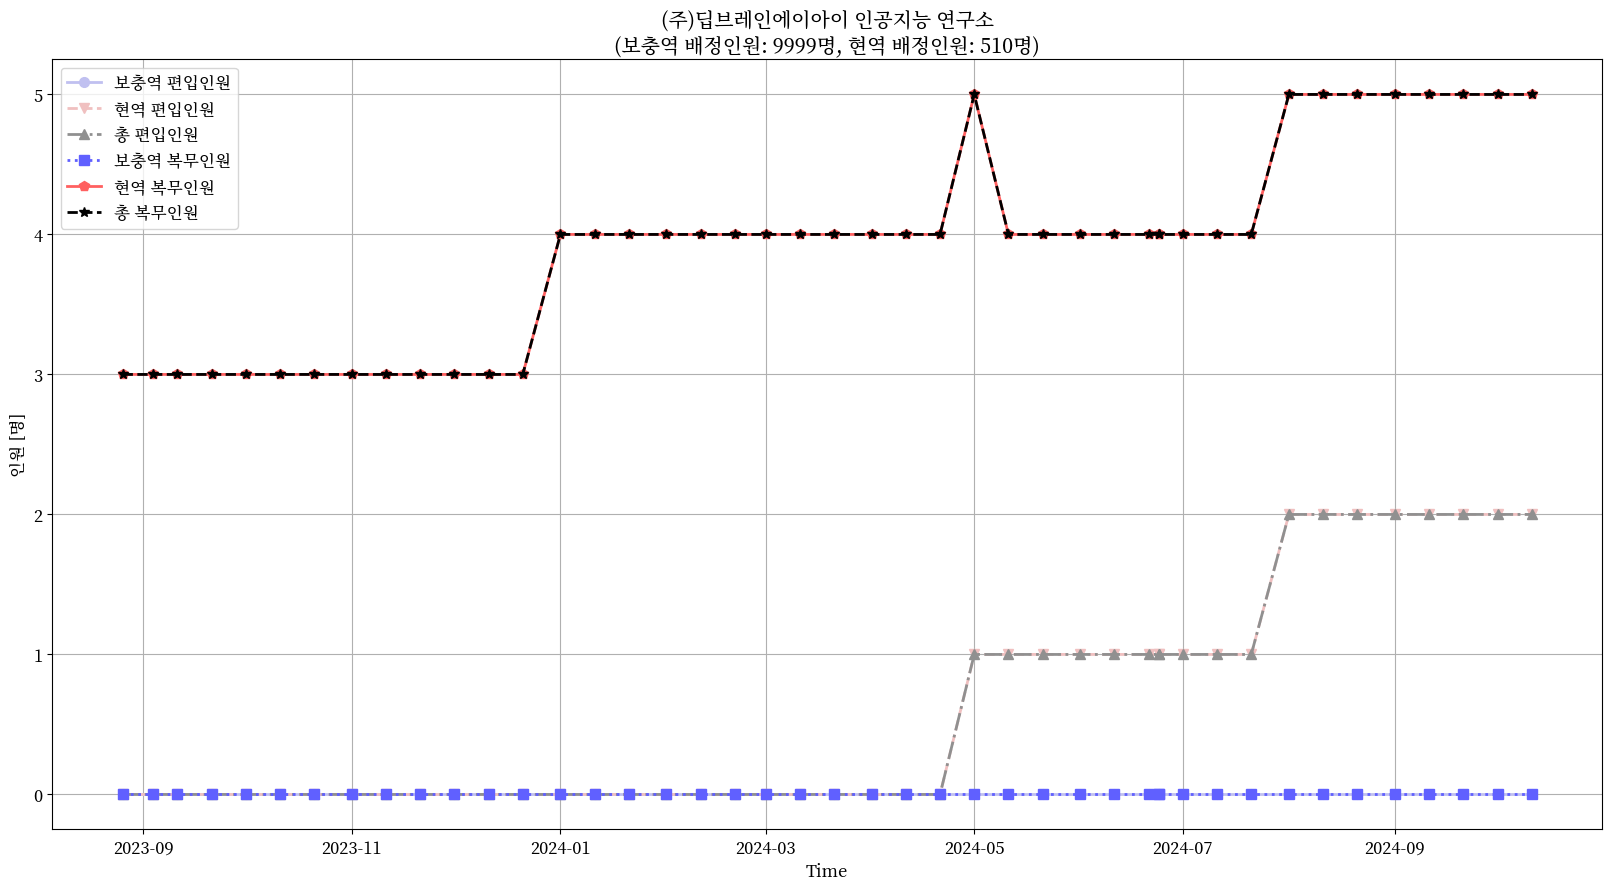 (주)딥브레인에이아이 인공지능 연구소
(보충역 배정인원: 9999명, 현역 배정인원: 510명)
보충역 편입인원
현역 편입인원
총 편입인원
보충역 복무인원
현역 복무인원
총 복무인원
5
4
3
2
1
0
인원 [명]
2023-09
2023-11
2024-01
2024-03
2024-05
2024-07
2024-09
Time